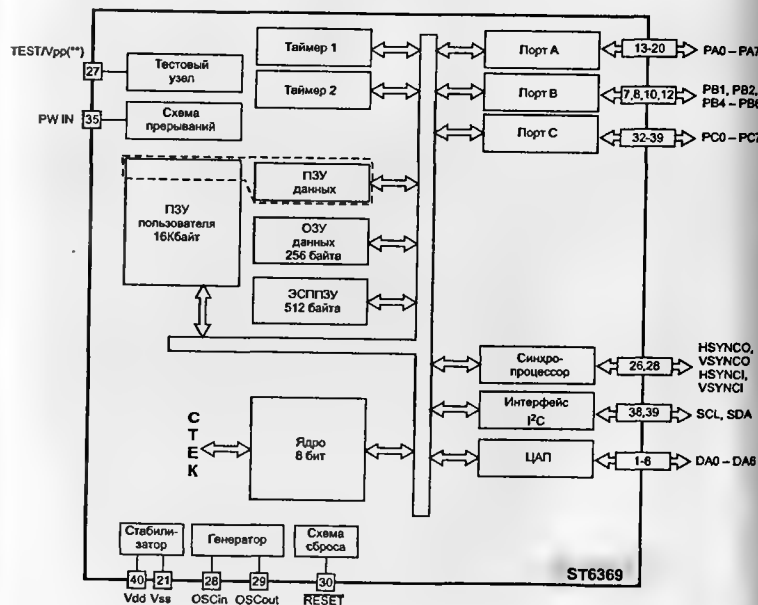 TEST/Vpp(**)
27
Тестовый
узел
PW IN
35
Схема
прерываний
Таймер 1
Таймер 2
ПЗУ
пользователя
16Кбайт
ПЗУ
данных
ОЗУ
данных
256 байта
ЭСППЗУ
512 байта
Порт A
13-20
PA0 – PA7
Порт B
7,8,10,12
PB1, PB2,
PB4 – PB6
Порт C
32-39
PC0 – PC7
Синхро-
процессор
26,28
HSYNCO,
VSYNCO
HSYNCI,
VSYNCI
Интерфейс
I²C
38,39
SCL, SDA
ЦАП
1-6
DA0 – DA6
СТЕК
Ядро
8 бит
Стабили-
затор
Генератор
Схема
сброса
40
21
28
29
30
Vdd
Vss
OSCin
OSCout
RESET
ST6369